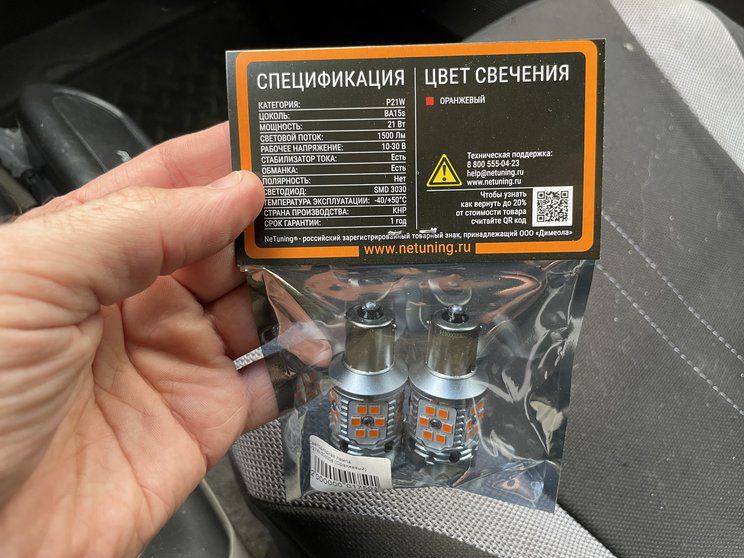 СПЕЦИФИКАЦИЯ
КАТЕГОРИЯ: P21W
ЦОКОЛЬ: BA15s
МОЩНОСТЬ: 21 Вт
СВЕТОВОЙ ПОТОК: 1500 Лм
РАБОЧЕЕ НАПРЯЖЕНИЕ: 10-30 В
СТАБИЛИЗАТОР ТОКА: Есть
ОБМАНКА: Есть
ПОЛЯРНОСТЬ: Нет
СВЕТОДИОД: SMD 3030
ТЕМПЕРАТУРА ЭКСПЛУАТАЦИИ: -40/+50°C
СТРАНА ПРОИЗВОДСТВА: КНР
СРОК ГАРАНТИИ: 1 год
ЦВЕТ СВЕЧЕНИЯ
ОРАНЖЕВЫЙ
Техническая поддержка:
8 800 555-04-23
help@netuning.ru
www.netuning.ru
Чтобы узнать
как вернуть до 20%
от стоимости товара
считайте QR код
NeTuning® - российский зарегистрированный товарный знак, принадлежащий ООО «Димеола»
www.netuning.ru
лампа
(оранжевый)